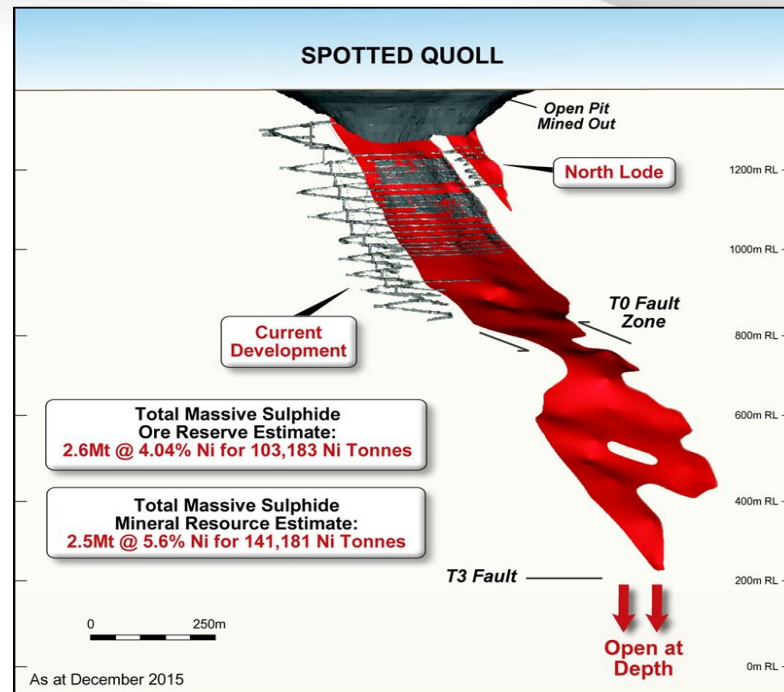 SPOTTED QUOLL
Open Pit
Mined Out
North Lode
1200m RL
1000m RL
T0 Fault
Zone
Current
Development
800m RL
Total Massive Sulphide
Ore Reserve Estimate:
2.6Mt @ 4.04% Ni for 103,183 Ni Tonnes
600m RL
Total Massive Sulphide
Mineral Resource Estimate:
2.5Mt @ 5.6% Ni for 141,181 Ni Tonnes
400m RL
T3 Fault
200m RL
0 250m
Open at
Depth
0m RL
As at December 2015